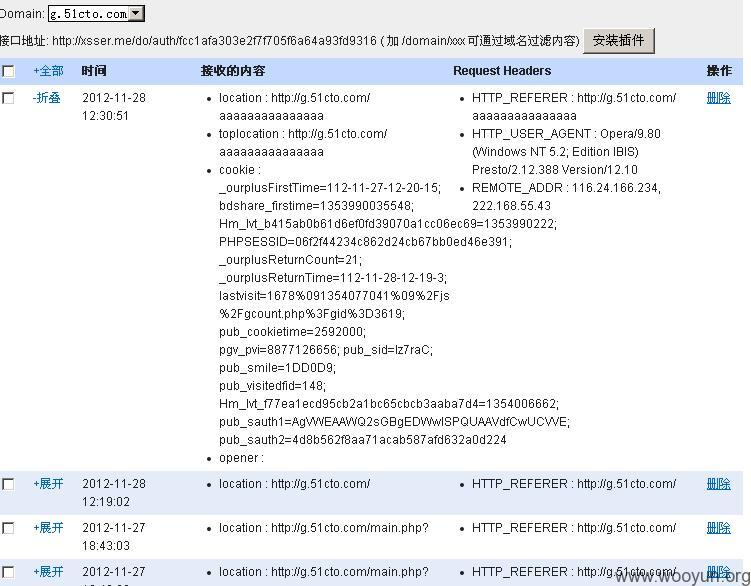 Domain: g.51cto.com
接口地址: http://xsser.me/do/auth/fcc1afa303e2f7f705f6a64a93fd9316 ( 加 /domain/xxx 可通过域名过滤内容) 安装插件
+全部 时间 接收的内容 Request Headers 操作
-折叠 2012-11-28 12:30:51
location : http://g.51cto.com/
aaaaaaaaaaaaaaa
toplocation : http://g.51cto.com/
aaaaaaaaaaaaaaa
cookie :
_ourplusFirstTime=112-11-27-12-20-15;
bdshare_firstime=1353990035548;
Hm_lvt_b415ab0b61d6ef0fd39070a1cc06ec69=1353990222;
PHPSESSID=06f2f44234c862d24cb67bb0ed46e391;
_ourplusReturnCount=21;
_ourplusReturnTime=112-11-28-12-19-3;
lastvisit=1678%091354077041%09%2Fjs
%2Fgcount.php%3Fgid%3D3619;
pub_cookietime=2592000;
pgv_pvi=8877126656; pub_sid=Iz7raC;
pub_smile=1DD0D9;
pub_visitedfid=148;
Hm_lvt_f77ea1ecd95cb2a1bc65cbcb3aaba7d4=1354006662;
pub_sauth1=AgVWEAAWQ2sGBgEDWwISPQUAAVdfCwUCVVE;
pub_sauth2=4d8b562f8aa71acab587afd632a0d224
opener :
HTTP_REFERER : http://g.51cto.com/
aaaaaaaaaaaaaaa
HTTP_USER_AGENT : Opera/9.80
(Windows NT 5.2; Edition IBIS)
Presto/2.12.388 Version/12.10
REMOTE_ADDR : 116.24.166.234,
222.168.55.43
删除
+展开 2012-11-28 12:19:02 location : http://g.51cto.com/ HTTP_REFERER : http://g.51cto.com/ 删除
+展开 2012-11-27 18:43:03 location : http://g.51cto.com/main.php? HTTP_REFERER : http://g.51cto.com/ 删除
+展开 2012-11-27 location : http://g.51cto.com/main.php? HTTP_REFERER : http://g.51cto.com/ 删除
www.wooyun.org